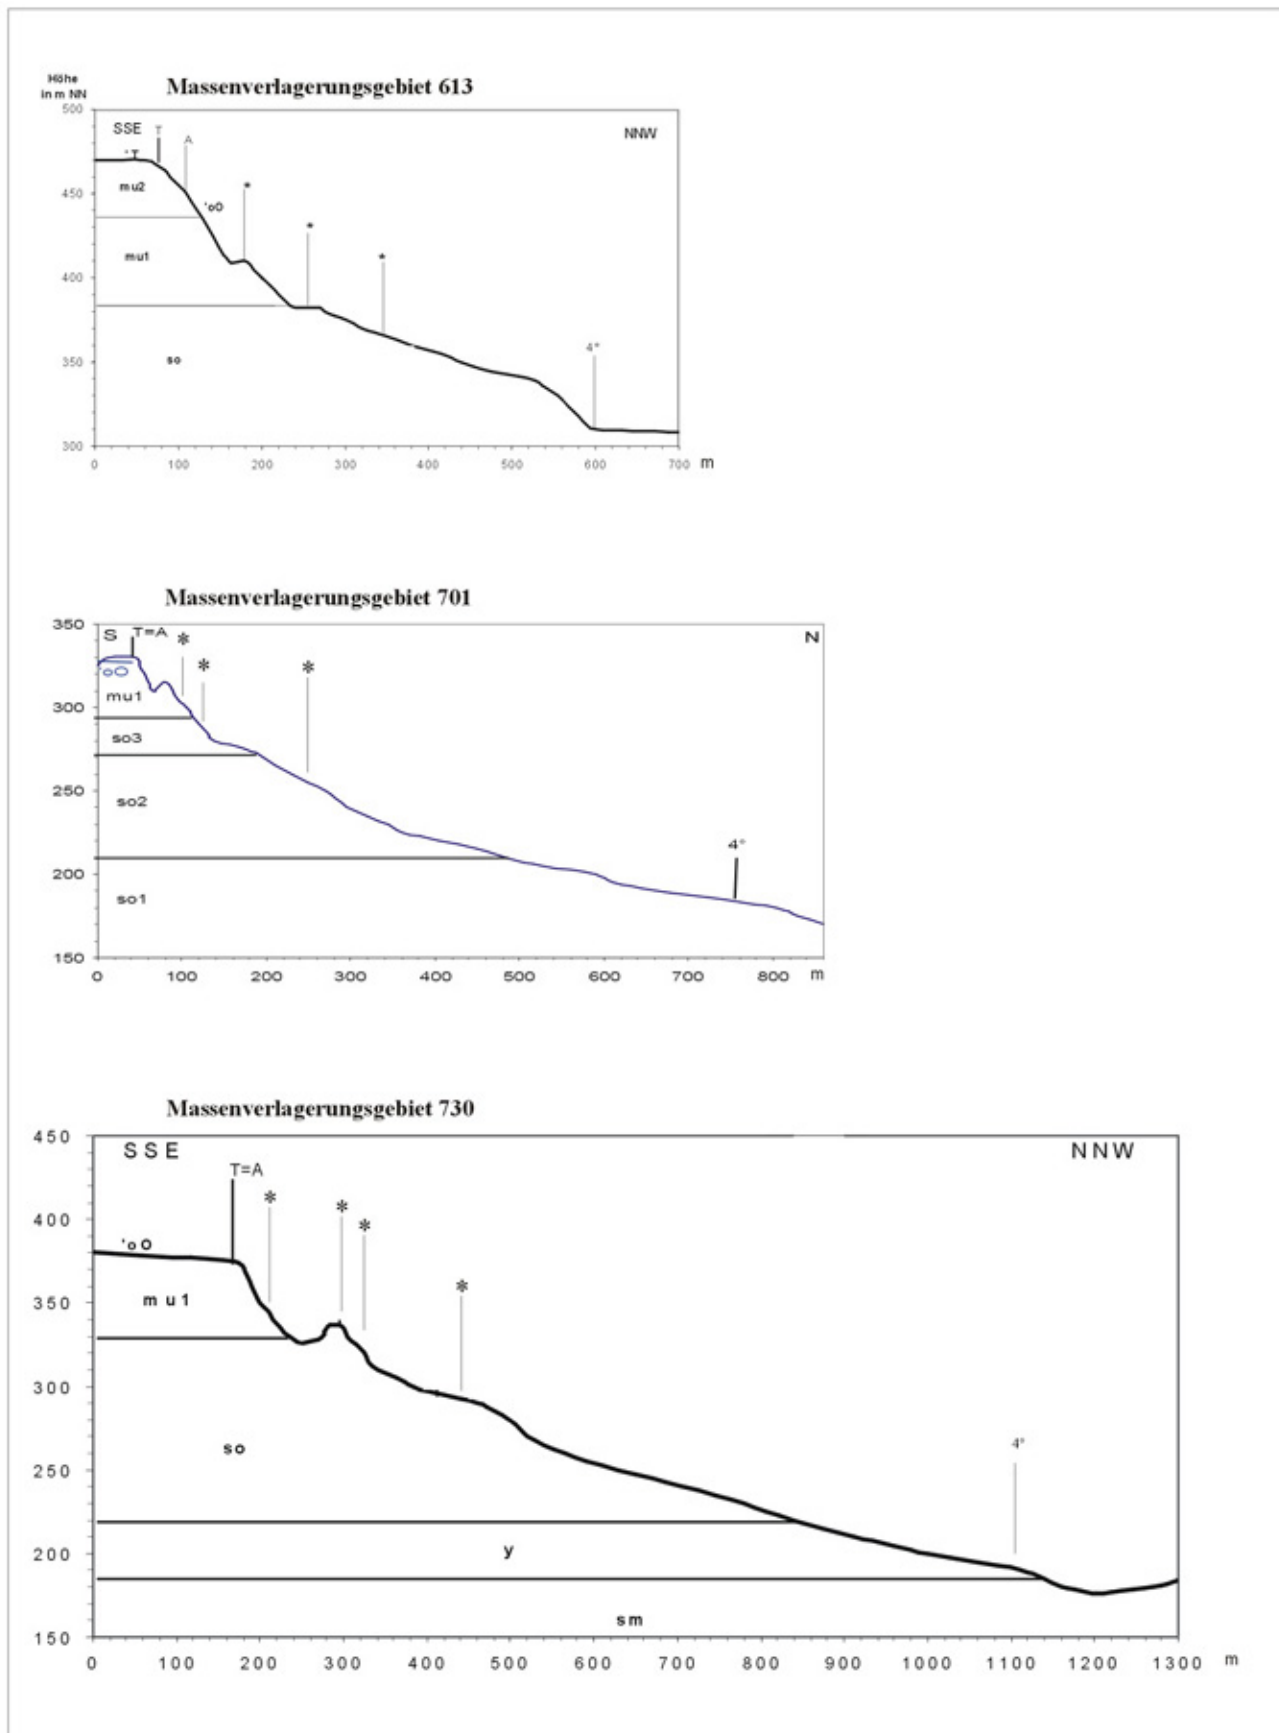 Massenverlagerungsgebiet 613
Höhe
in m NN
500
SSE T A NNW
'T
mu2
450
'oO
*
*
mu1
400
*
so
350
4°
300
0 100 200 300 400 500 600 700 m
Massenverlagerungsgebiet 701
350
S T=A * N
* *
oO
mu1
300
so3
250
so2
4°
200
so1
150
0 100 200 300 400 500 600 700 800 m
Massenverlagerungsgebiet 730
450
SSE NNW
T=A
*
* *
400
'oO
*
350
mu1
300
so
4°
250
y
200
sm
150
0 100 200 300 400 500 600 700 800 900 1000 1100 1200 1300 m